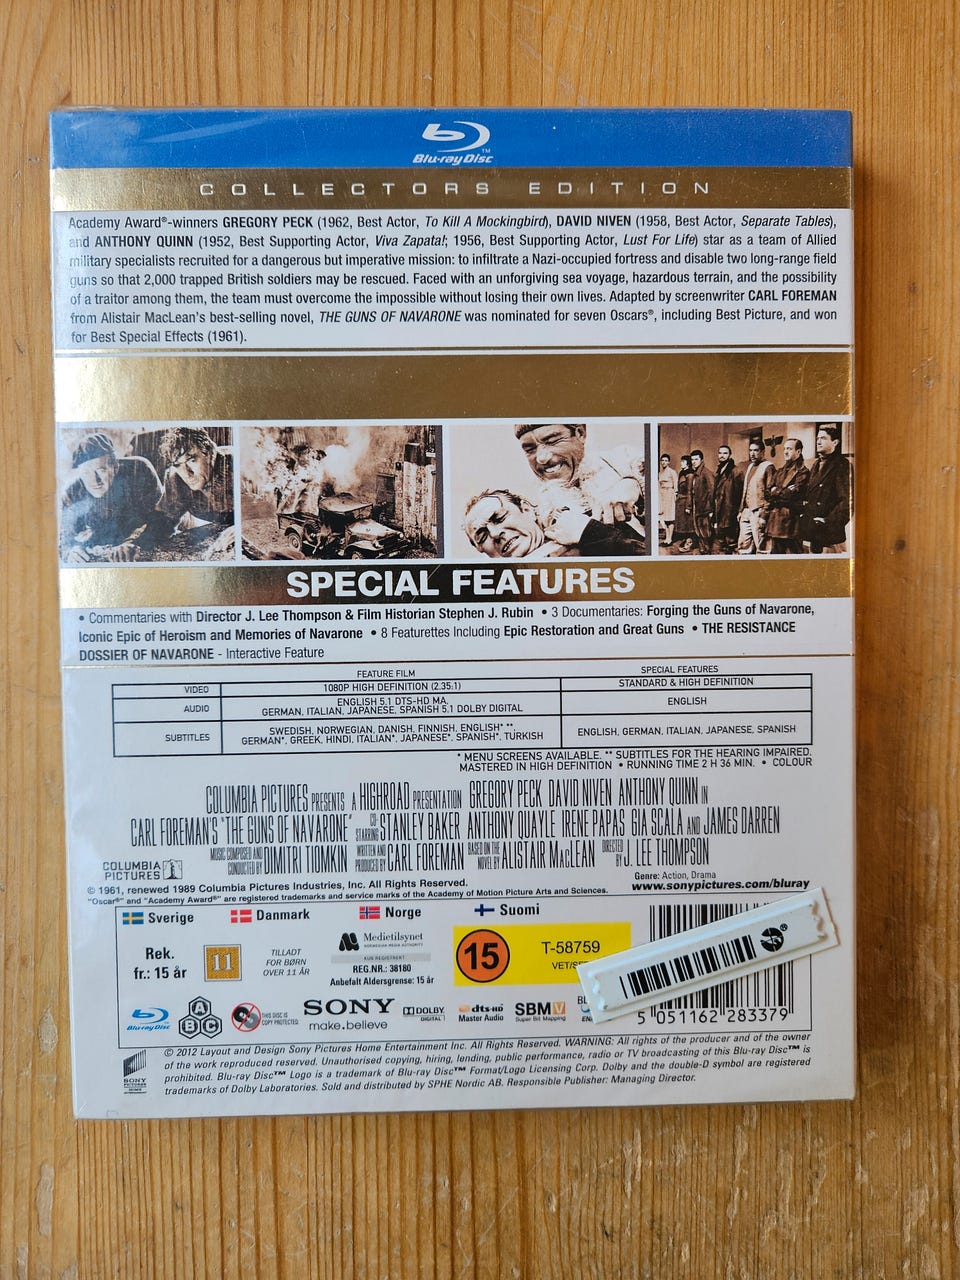 Blu-ray Disc™
COLLECTORS EDITION
Academy Award®-winners GREGORY PECK (1962, Best Actor, To Kill A Mockingbird), DAVID NIVEN (1958, Best Actor, Separate Tables),
and ANTHONY QUINN (1952, Best Supporting Actor, Viva Zapata!; 1956, Best Supporting Actor, Lust For Life) star as a team of Allied
military specialists recruited for a dangerous but imperative mission: to infiltrate a Nazi-occupied fortress and disable two long-range field
guns so that 2,000 trapped British soldiers may be rescued. Faced with an unforgiving sea voyage, hazardous terrain, and the possibility
of a traitor among them, the team must overcome the impossible without losing their own lives. Adapted by screenwriter CARL FOREMAN
from Alistair MacLean's best-selling novel, THE GUNS OF NAVARONE was nominated for seven Oscars®, including Best Picture, and won
for Best Special Effects (1961).
SPECIAL FEATURES
• Commentaries with Director J. Lee Thompson & Film Historian Stephen J. Rubin • 3 Documentaries: Forging the Guns of Navarone,
Iconic Epic of Heroism and Memories of Navarone • 8 Featurettes Including Epic Restoration and Great Guns • THE RESISTANCE
DOSSIER OF NAVARONE - Interactive Feature
FEATURE FILM SPECIAL FEATURES
VIDEO 1080P HIGH DEFINITION (2.35:1) STANDARD & HIGH DEFINITION
AUDIO ENGLISH 5.1 DTS-HD MA, ENGLISH
GERMAN, ITALIAN, JAPANESE, SPANISH 5.1 DOLBY DIGITAL
SUBTITLES SWEDISH, NORWEGIAN, DANISH, FINNISH, ENGLISH* **, ENGLISH, GERMAN, ITALIAN, JAPANESE, SPANISH
GERMAN*, GREEK, HINDI, ITALIAN*, JAPANESE*, SPANISH*, TURKISH
* MENU SCREENS AVAILABLE. ** SUBTITLES FOR THE HEARING IMPAIRED.
MASTERED IN HIGH DEFINITION • RUNNING TIME 2 H 36 MIN. • COLOUR
COLUMBIA PICTURES PRESENTS A HIGHROAD PRESENTATION GREGORY PECK DAVID NIVEN ANTHONY QUINN IN
CARL FOREMAN'S "THE GUNS OF NAVARONE" CO-STARRING STANLEY BAKER ANTHONY QUAYLE IRENE PAPAS GIA SCALA AND JAMES DARREN
MUSIC COMPOSED AND CONDUCTED BY DIMITRI TIOMKIN WRITTEN AND PRODUCED BY CARL FOREMAN BASED ON THE NOVEL BY ALISTAIR MACLEAN DIRECTED BY J. LEE THOMPSON
COLUMBIA
PICTURES
Genre: Action, Drama
© 1961, renewed 1989 Columbia Pictures Industries, Inc. All Rights Reserved.
www.sonypictures.com/bluray
"Oscar®" and "Academy Award®" are registered trademarks and service marks of the Academy of Motion Picture Arts and Sciences.
Sverige Danmark Norge Suomi
Rek.
fr.: 15 år
11
TILLADT
FOR BØRN
OVER 11 ÅR
Medietilsynet
NORWEGIAN MEDIA AUTHORITY
KUN REGISTRERT
REG.NR.: 38180
Anbefalt Aldersgrense: 15 år
15
T-58759
VET/
Blu-ray Disc
A
B C
THIS DISC IS
COPY PROTECTED
SONY
make.believe
DOLBY
DIGITAL
dts-HD
Master Audio
SBMV
Super Bit Mapping
5 051162 283379
SONY
PICTURES
© 2012 Layout and Design Sony Pictures Home Entertainment Inc. All Rights Reserved. WARNING: All rights of the producer and of the owner
of the work reproduced reserved. Unauthorised copying, hiring, lending, public performance, radio or TV broadcasting of this Blu-ray Disc™ is
prohibited. Blu-ray Disc™ Logo is a trademark of Blu-ray Disc™ Format/Logo Licensing Corp. Dolby and the double-D symbol are registered
trademarks of Dolby Laboratories. Sold and distributed by SPHE Nordic AB. Responsible Publisher: Managing Director.